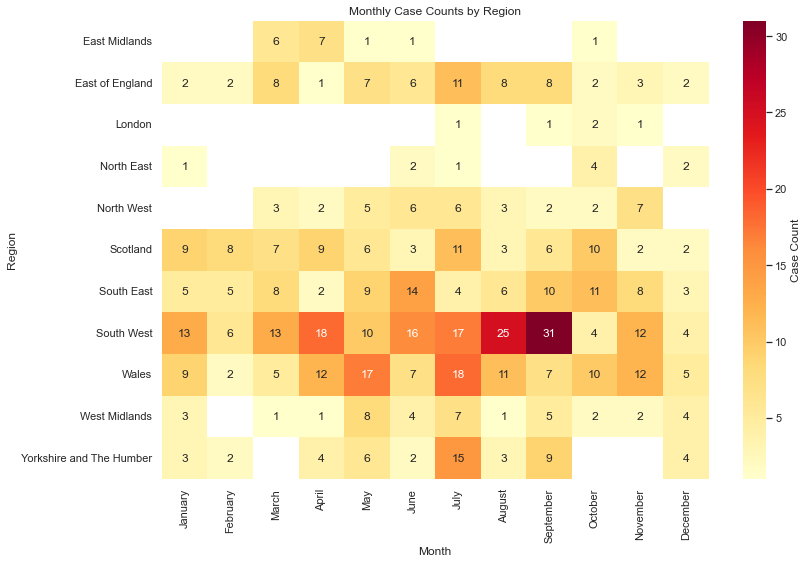 Monthly Case Counts by Region
East Midlands 6 7 1 1 1
East of England 2 2 8 1 7 6 11 8 8 2 3 2
London 1 1 2 1
North East 1 2 1 4 2
North West 3 2 5 6 6 3 2 2 7
Scotland 9 8 7 9 6 3 11 3 6 10 2 2
South East 5 5 8 2 9 14 4 6 10 11 8 3
South West 13 6 13 18 10 16 17 25 31 4 12 4
Wales 9 2 5 12 17 7 18 11 7 10 12 5
West Midlands 3 1 1 8 4 7 1 5 2 2 4
Yorkshire and The Humber 3 2 4 6 2 15 3 9 4
January February March April May June July August September October November December
Month
Region
30
25
20
15
10
5
Case Count